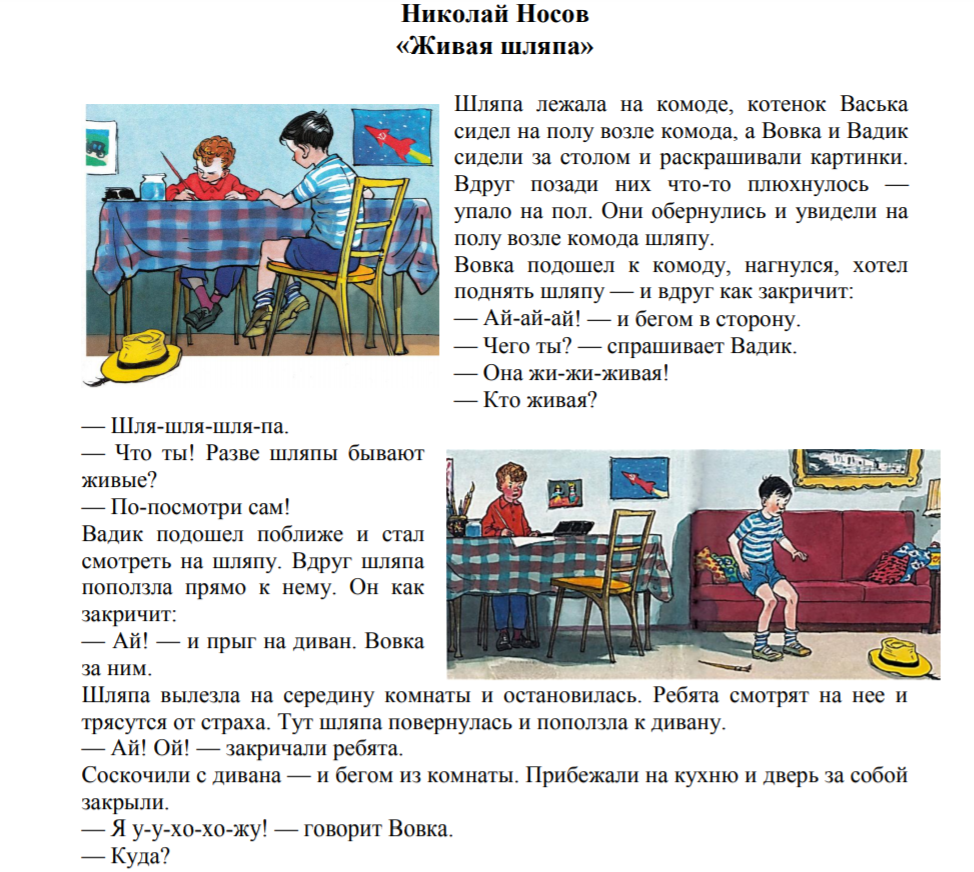 Николай Носов
«Живая шляпа»
Шляпа лежала на комоде, котенок Васька
сидел на полу возле комода, а Вовка и Вадик
сидели за столом и раскрашивали картинки.
Вдруг позади них что-то плюхнулось —
упало на пол. Они обернулись и увидели на
полу возле комода шляпу.
Вовка подошел к комоду, нагнулся, хотел
поднять шляпу — и вдруг как закричит:
— Ай-ай-ай! — и бегом в сторону.
— Чего ты? — спрашивает Вадик.
— Она жи-жи-живая!
— Кто живая?
— Шля-шля-шля-па.
— Что ты! Разве шляпы бывают
живые?
— По-посмотри сам!
Вадик подошел поближе и стал
смотреть на шляпу. Вдруг шляпа
поползла прямо к нему. Он как
закричит:
— Ай! — и прыг на диван. Вовка
за ним.
Шляпа вылезла на середину комнаты и остановилась. Ребята смотрят на нее и
трясутся от страха. Тут шляпа повернулась и поползла к дивану.
— Ай! Ой! — закричали ребята.
Соскочили с дивана — и бегом из комнаты. Прибежали на кухню и дверь за собой
закрыли.
— Я у-у-хо-хо-жу! — говорит Вовка.
— Куда?